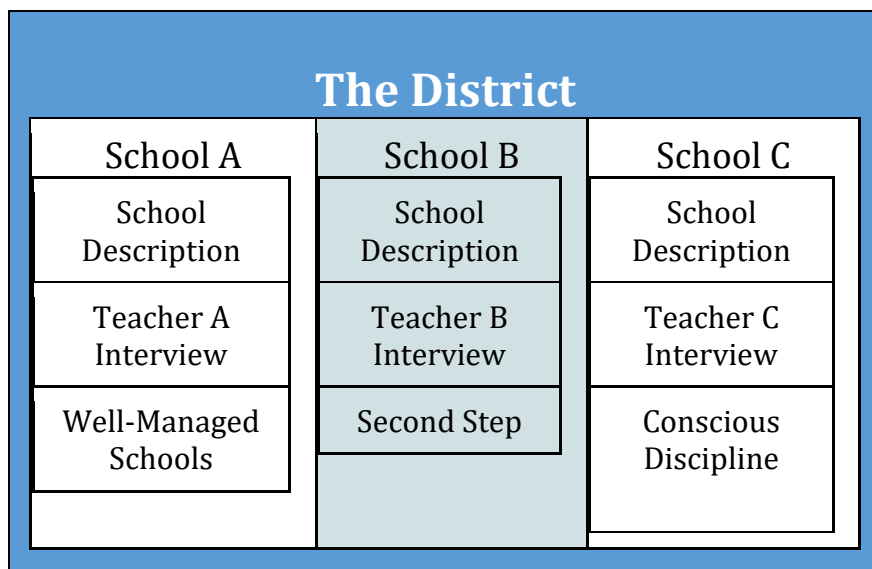 The District
School A
School
Description
Teacher A
Interview
Well-Managed
Schools
School B
School
Description
Teacher B
Interview
Second Step
School C
School
Description
Teacher C
Interview
Conscious
Discipline